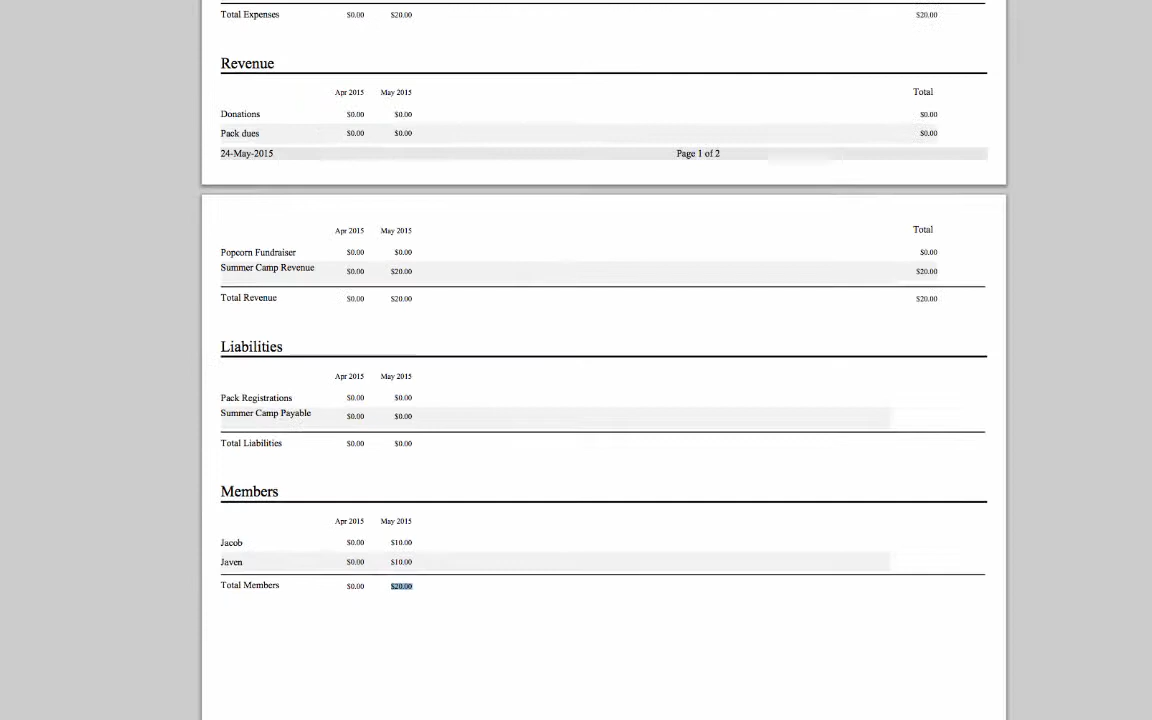 Total Expenses $0.00 $20.00 $20.00
Revenue
Apr 2015 May 2015 Total
Donations $0.00 $0.00 $0.00
Pack dues $0.00 $0.00 $0.00
24-May-2015 Page 1 of 2
Apr 2015 May 2015 Total
Popcorn Fundraiser $0.00 $0.00 $0.00
Summer Camp Revenue $0.00 $20.00 $20.00
Total Revenue $0.00 $20.00 $20.00
Liabilities
Apr 2015 May 2015
Pack Registrations $0.00 $0.00
Summer Camp Payable $0.00 $0.00
Total Liabilities $0.00 $0.00
Members
Apr 2015 May 2015
Jacob $0.00 $10.00
Javen $0.00 $10.00
Total Members $0.00 $20.00